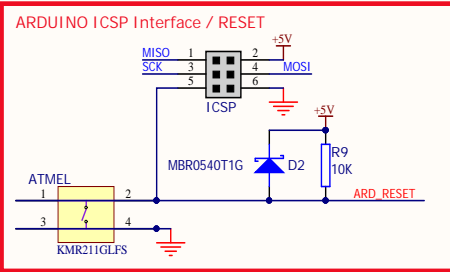 ARDUINO ICSP Interface / RESET
+5V
MISO 1 2
SCK 3 4 MOSI
5 6
ICSP
+5V
MBR0540T1G D2 R9
10K
ATMEL
1 2 ARD_RESET
3 4
KMR211GLFS